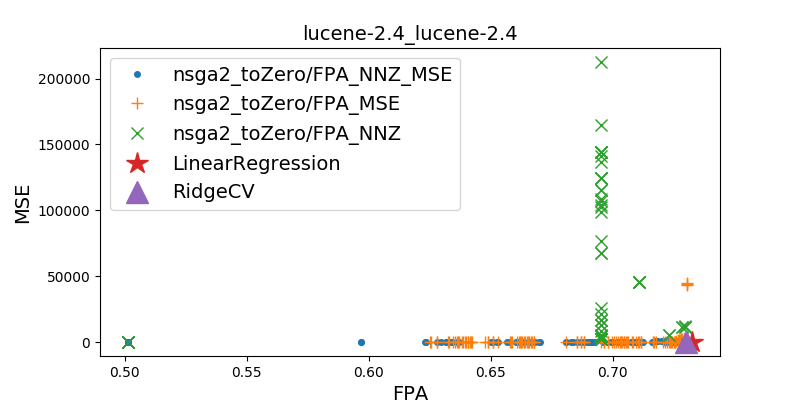 lucene-2.4_lucene-2.4
nsga2_toZero/FPA_NNZ_MSE
nsga2_toZero/FPA_MSE
nsga2_toZero/FPA_NNZ
LinearRegression
RidgeCV
MSE
200000
150000
100000
50000
0
0.50 0.55 0.60 0.65 0.70
FPA